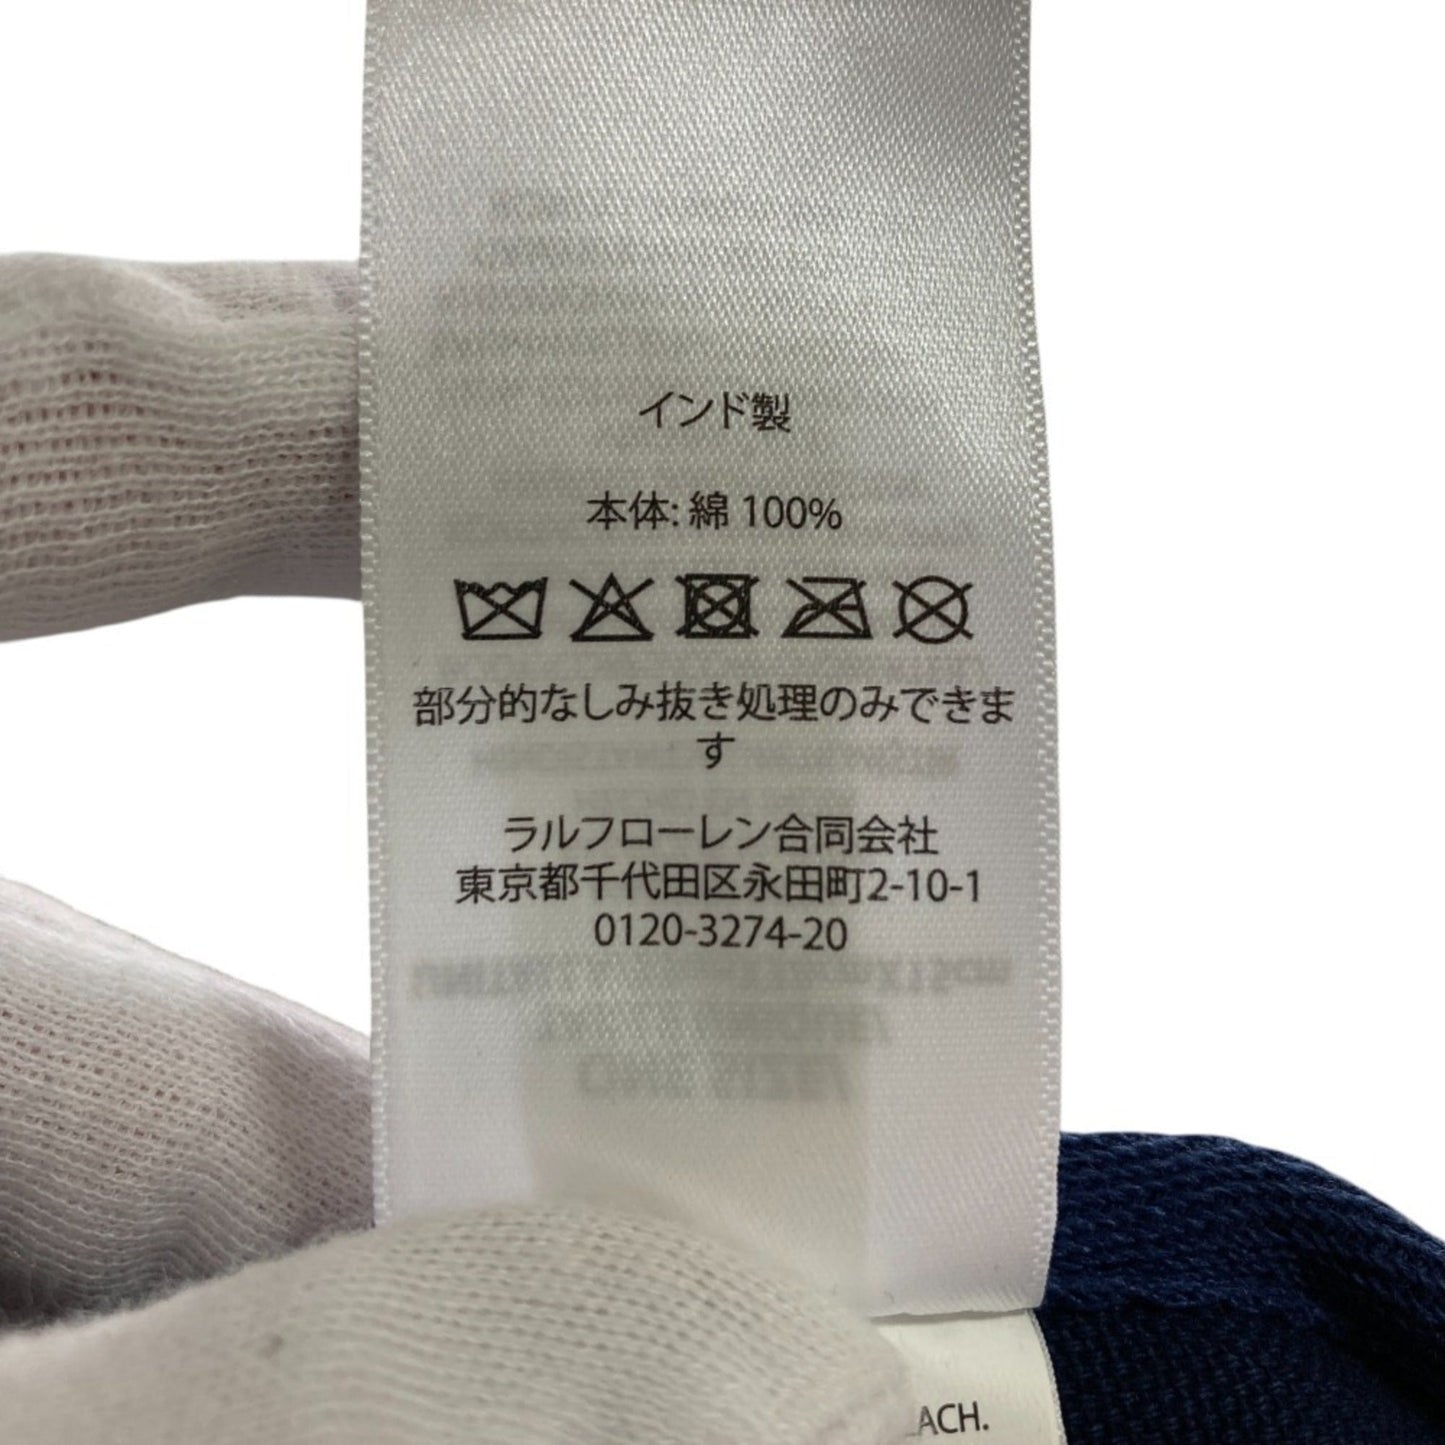 インド製
本体: 綿 100%
部分的なしみ抜き処理のみできま
す
ラルフローレン合同会社
東京都千代田区永田町2-10-1
0120-3274-20